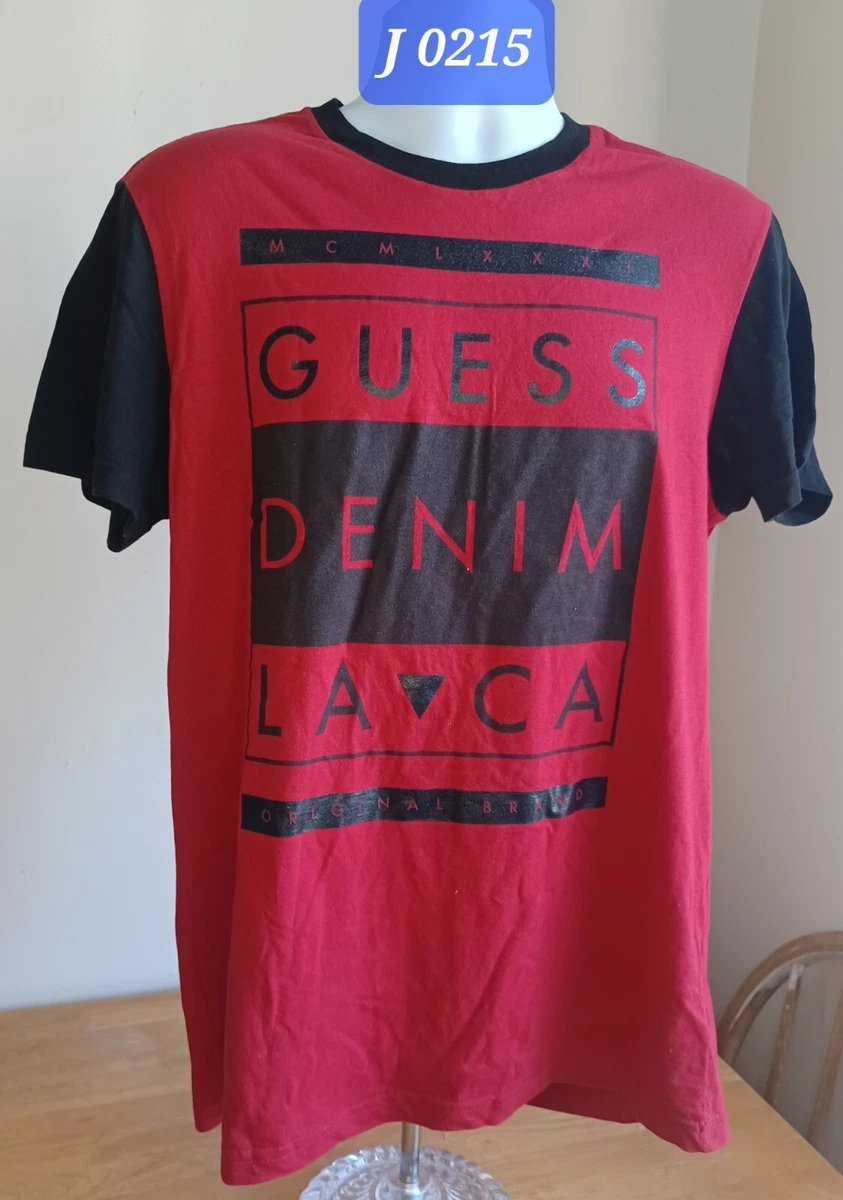 J 0215
MCMLXXXI
GUESS
DENIM
LA▼CA
ORIGINAL BRAND